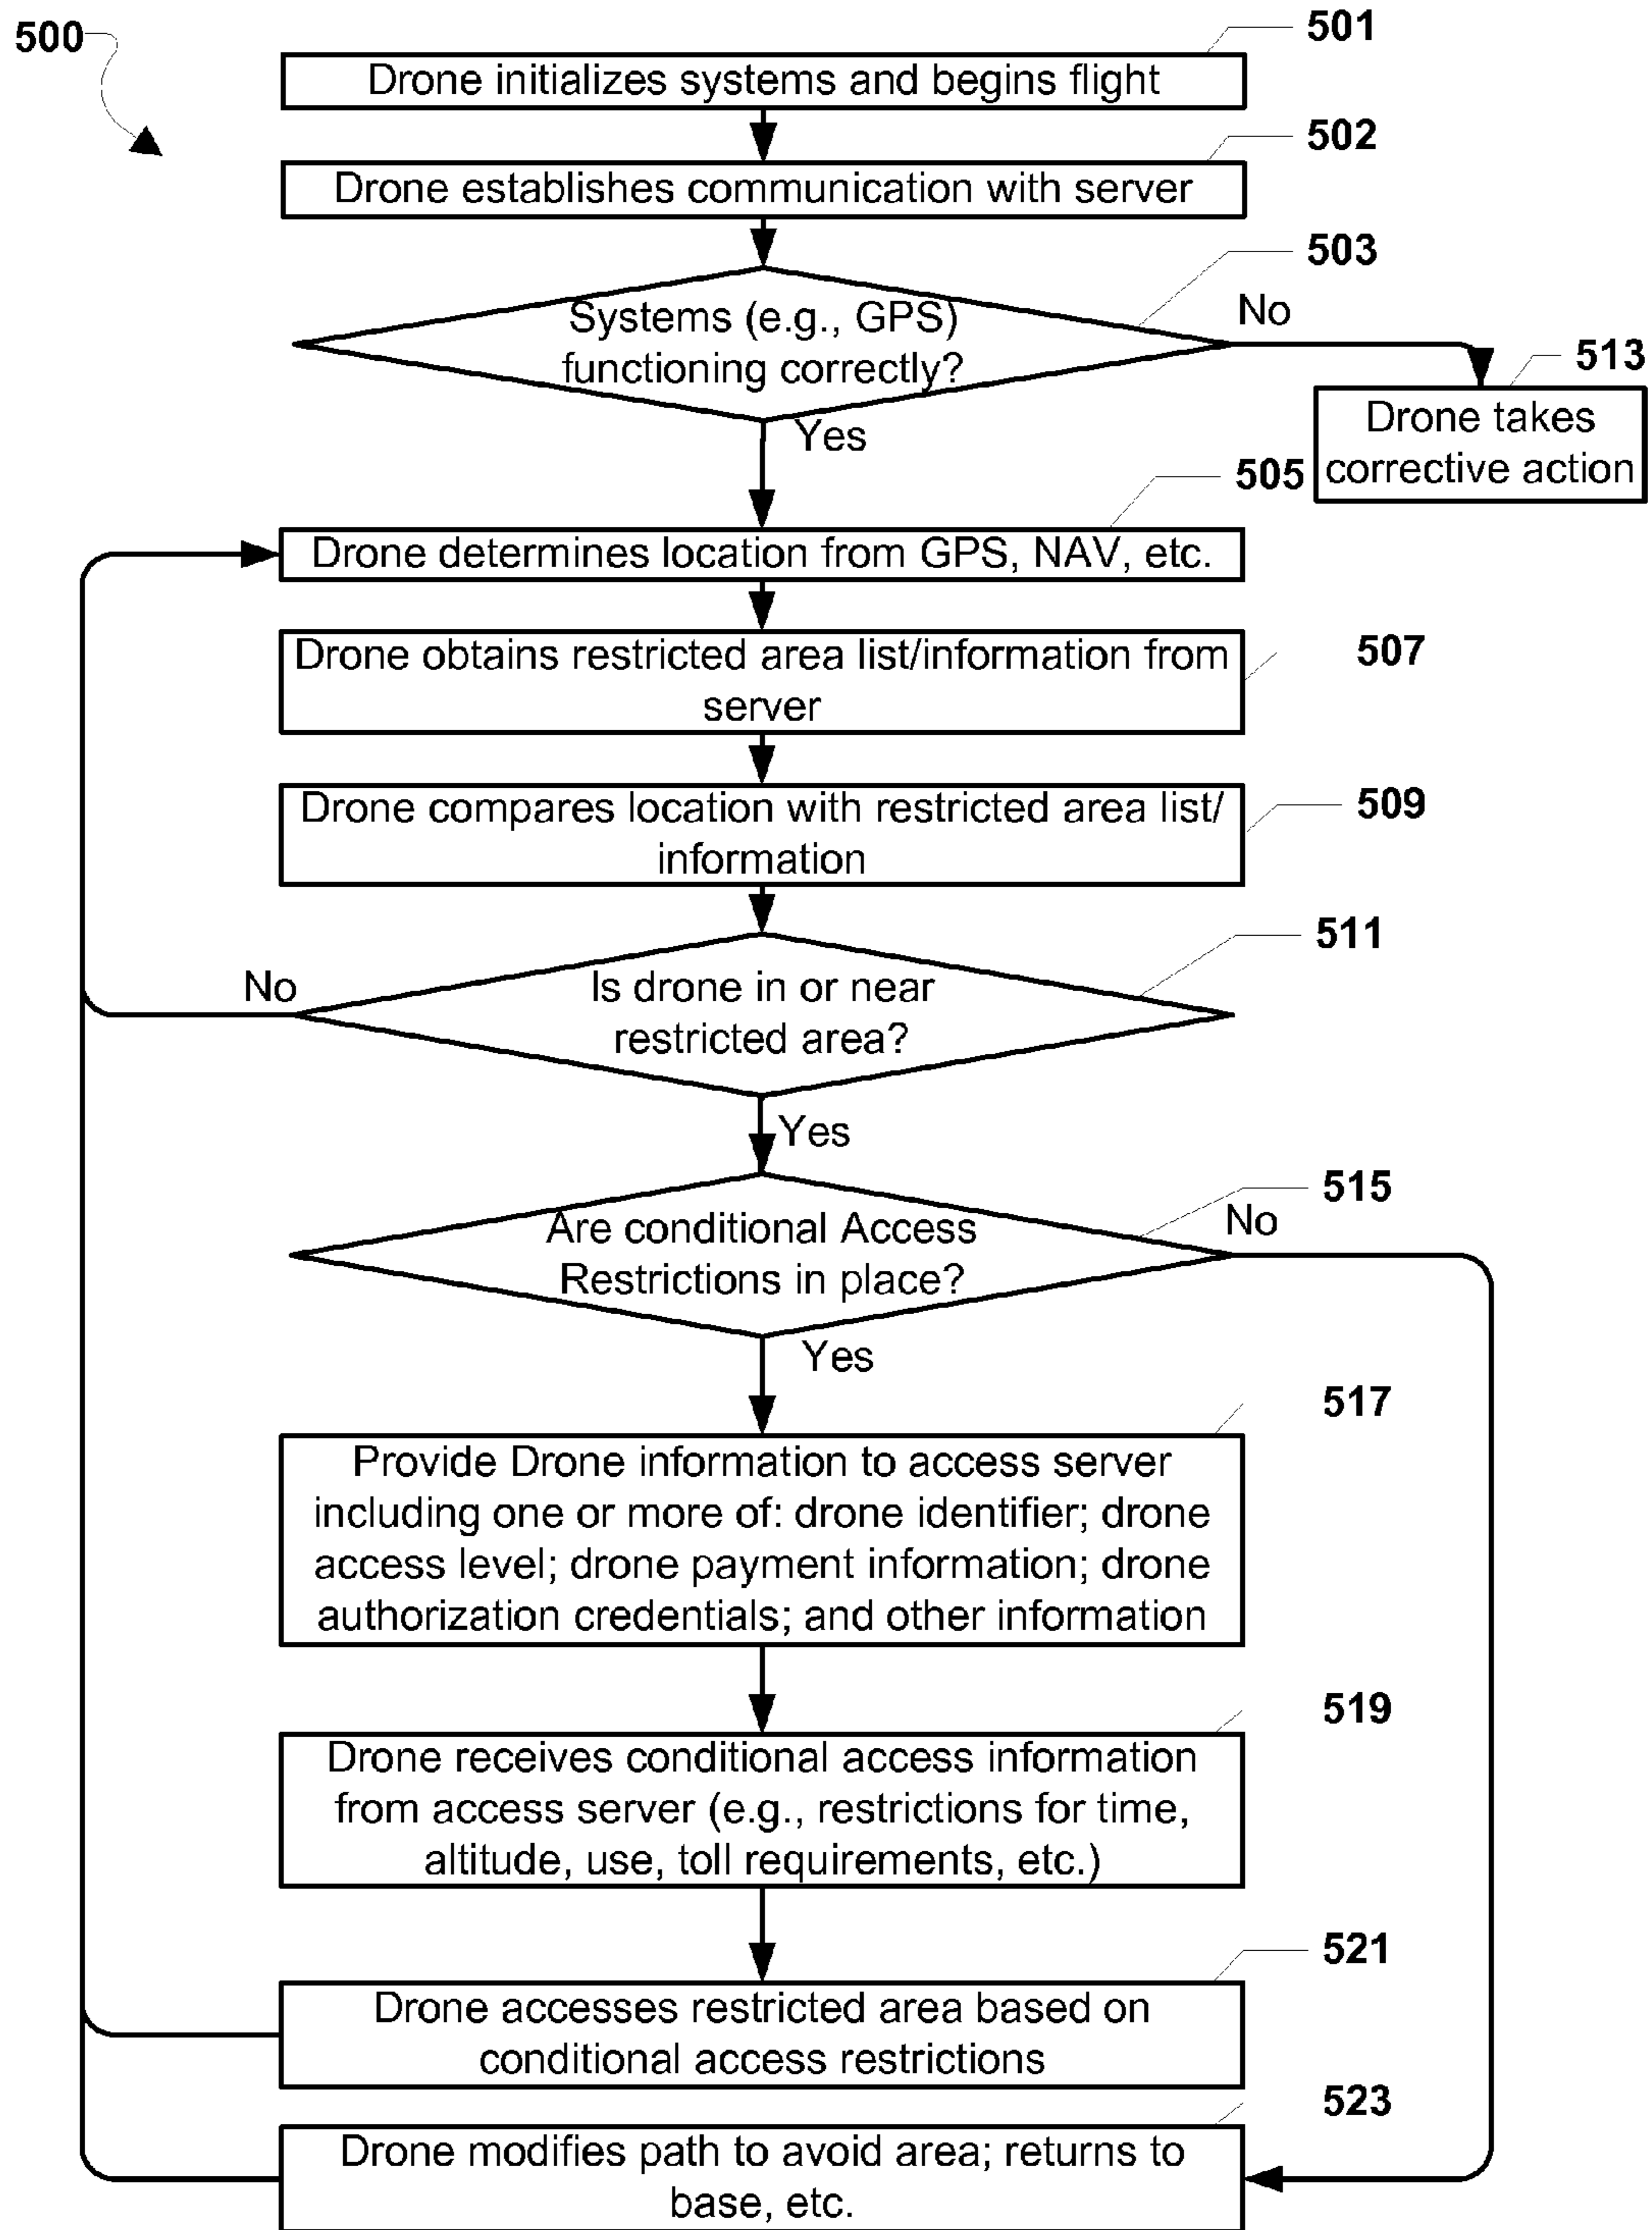 500
501
Drone initializes systems and begins flight
502
Drone establishes communication with server
503
Systems (e.g., GPS)
functioning correctly?
No
513
Drone takes
corrective action
Yes
505
Drone determines location from GPS, NAV, etc.
507
Drone obtains restricted area list/information from
server
509
Drone compares location with restricted area list/
information
511
Is drone in or near
restricted area?
No
Yes
515
Are conditional Access
Restrictions in place?
No
Yes
517
Provide Drone information to access server
including one or more of: drone identifier; drone
access level; drone payment information; drone
authorization credentials; and other information
519
Drone receives conditional access information
from access server (e.g., restrictions for time,
altitude, use, toll requirements, etc.)
521
Drone accesses restricted area based on
conditional access restrictions
523
Drone modifies path to avoid area; returns to
base, etc.